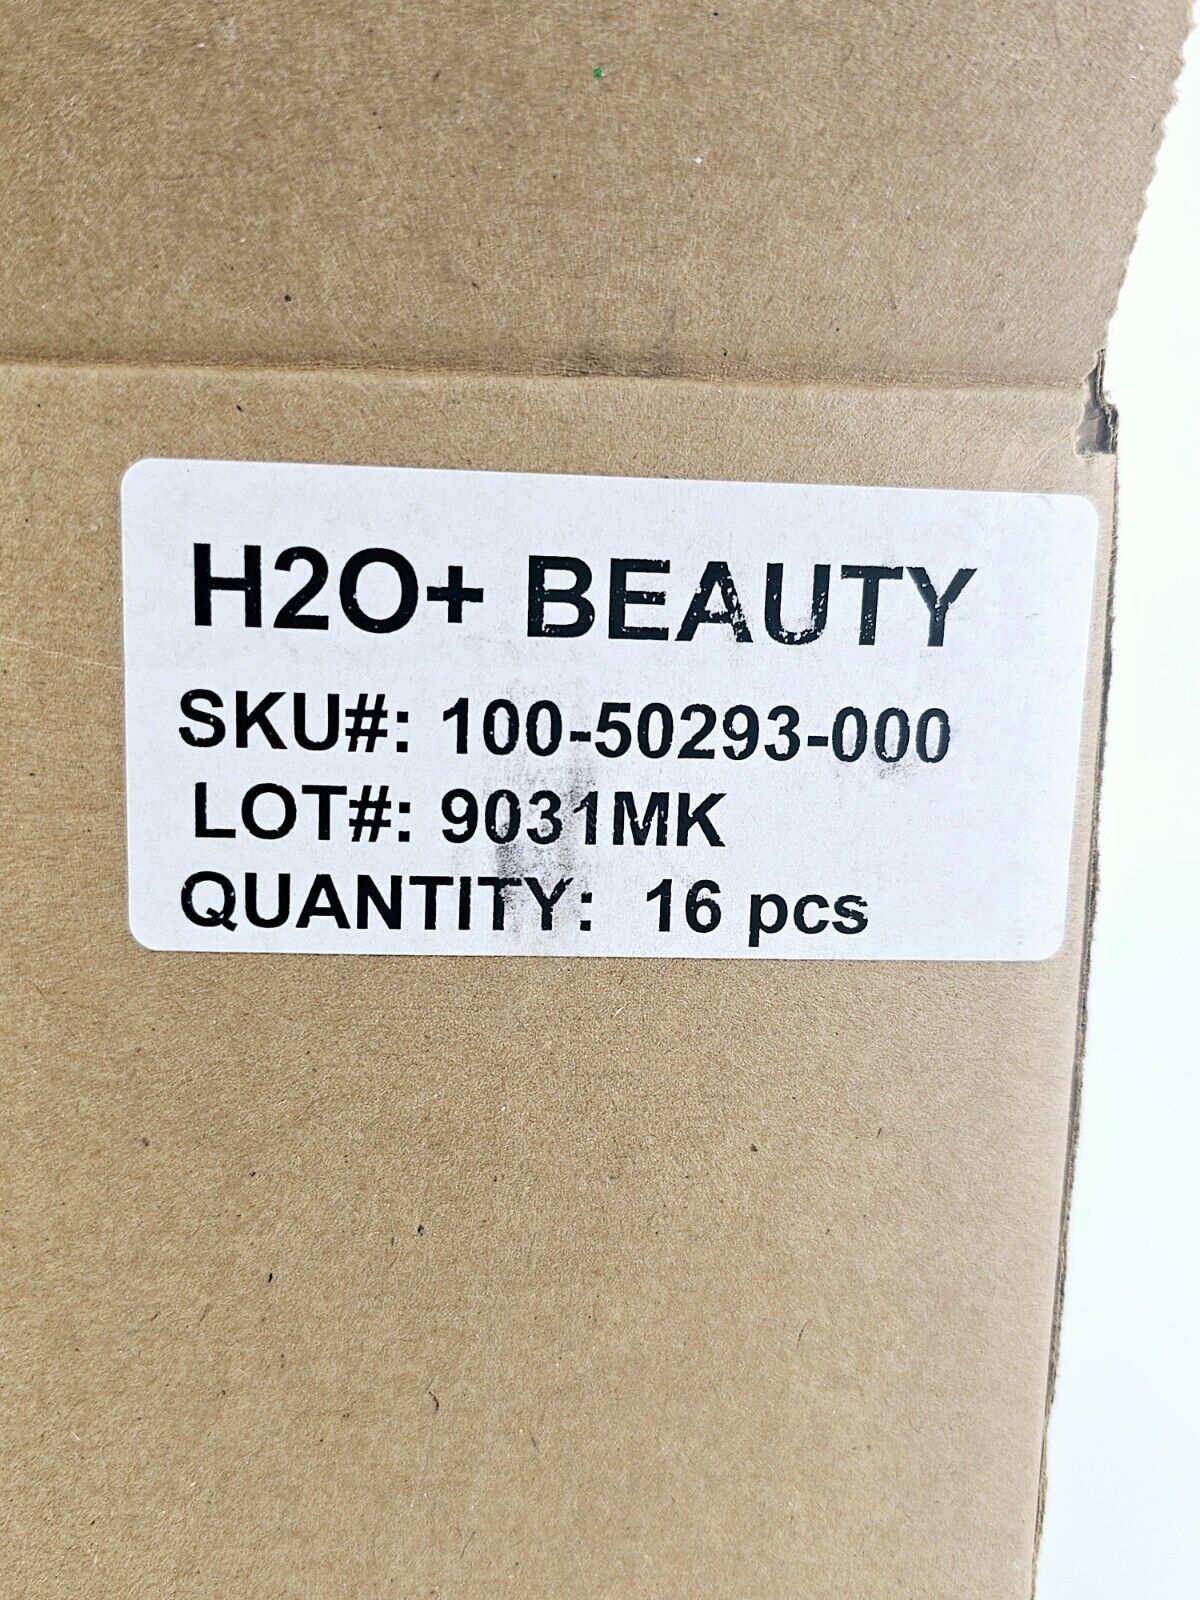 H2O+ BEAUTY
SKU#: 100-50293-000
LOT#: 9031MK
QUANTITY: 16 pcs